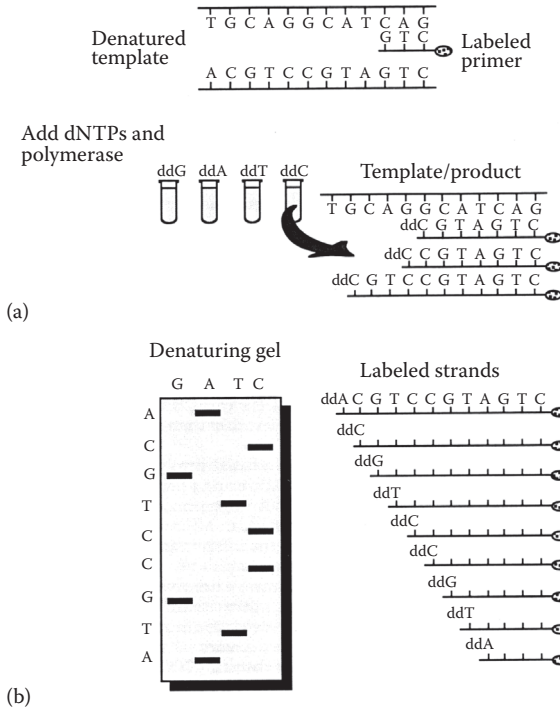 T G C A G G C A T C A G
G T C
Denatured
template
Labeled
primer
A C G T C C G T A G T C
Add dNTPs and
polymerase
ddG ddA ddT ddC
Template/product
T G C A G G C A T C A G
ddC G T A G T C
ddC C G T A G T C
ddC G T C C G T A G T C
(a)
Denaturing gel
G A T C
A
C
G
T
C
C
G
T
A
Labeled strands
ddA C G T C C G T A G T C
ddC
ddG
ddT
ddC
ddC
ddG
ddT
ddA
(b)